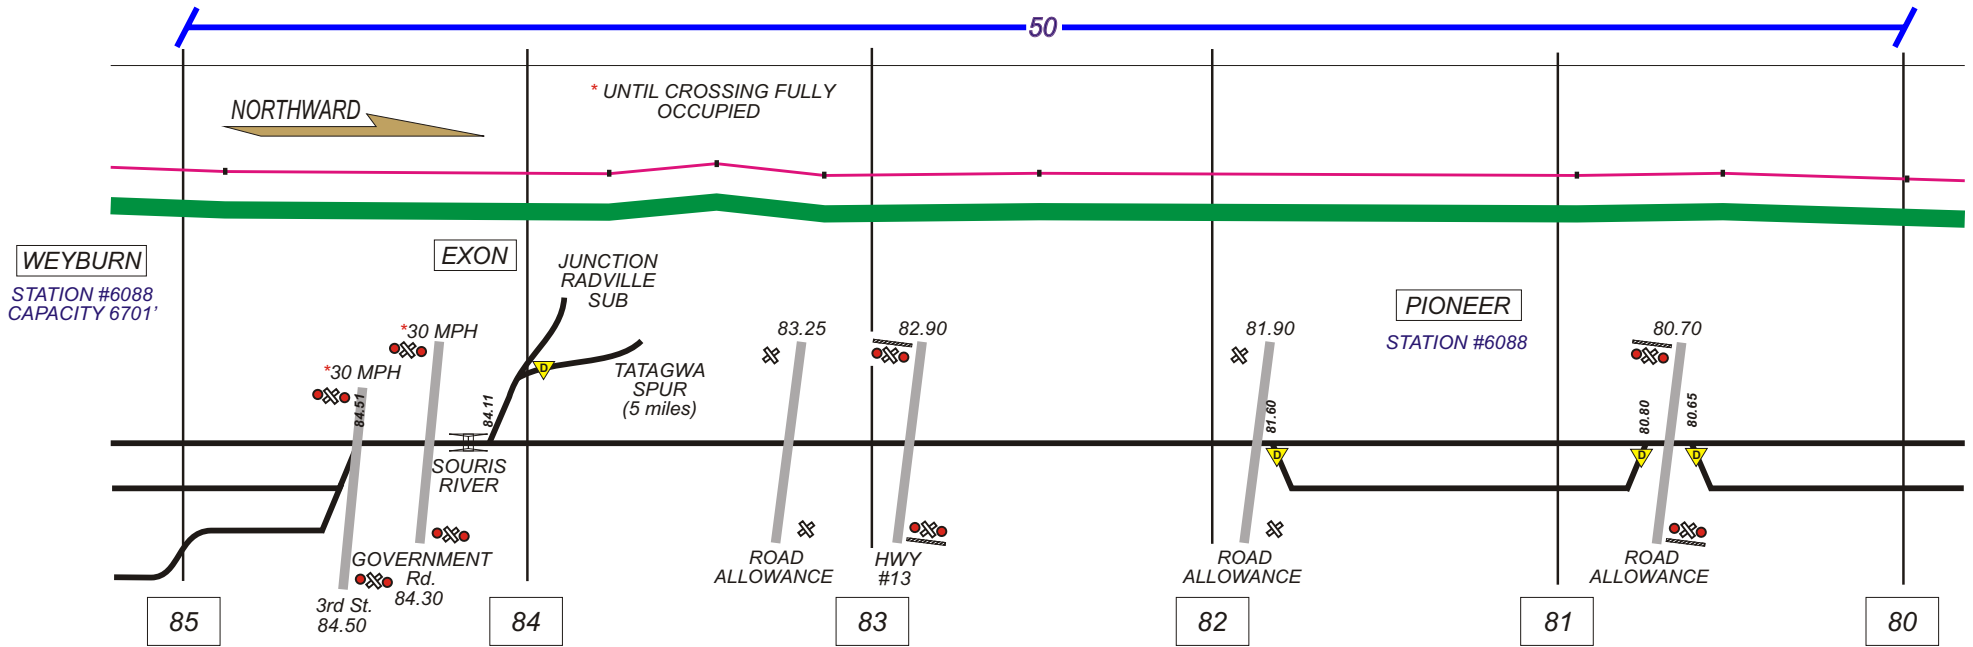 50
NORTHWARD
* UNTIL CROSSING FULLY
OCCUPIED
WEYBURN
STATION #6088
CAPACITY 6701’
EXON
JUNCTION
RADVILLE
SUB
*30 MPH
*30 MPH
84.51
84.11
D
TATAGWA
SPUR
(5 miles)
SOURIS
RIVER
GOVERNMENT
Rd.
84.30
3rd St.
84.50
83.25
ROAD
ALLOWANCE
82.90
HWY
#13
81.90
81.60
D
ROAD
ALLOWANCE
PIONEER
STATION #6088
80.70
80.80
80.65
D
D
ROAD
ALLOWANCE
85
84
83
82
81
80